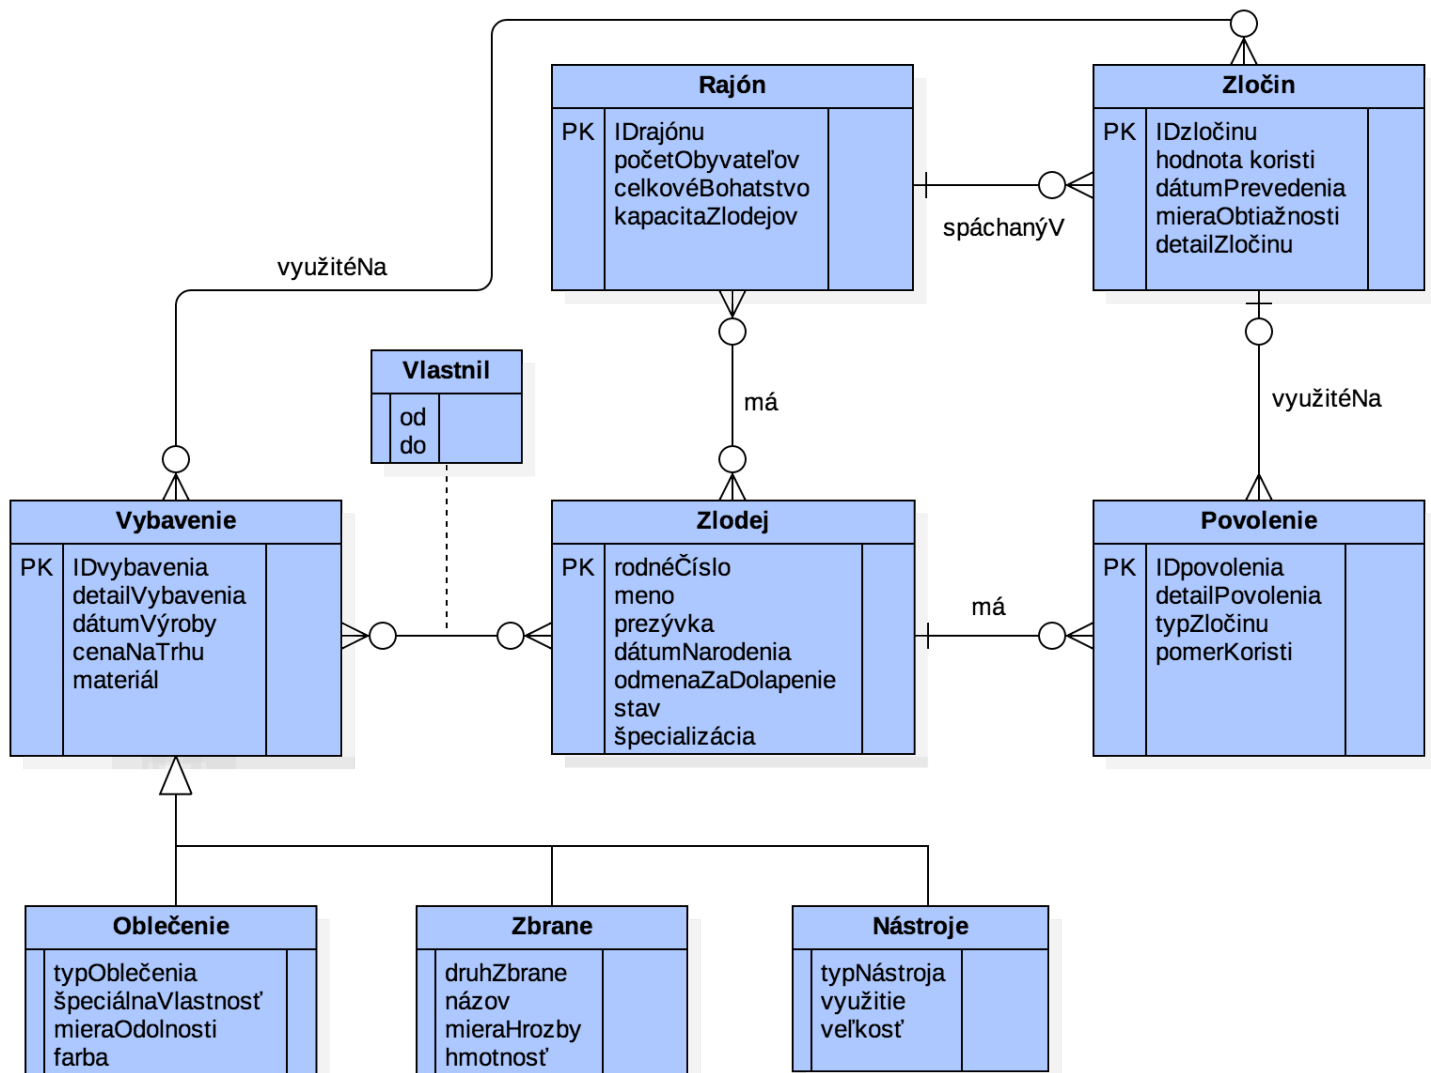 Rajón
PK
IDrajónu
početObyvateľov
celkovéBohatstvo
kapacitaZlodejov
Zločin
PK
IDzločinu
hodnota koristi
dátumPrevedenia
mieraObtiažnosti
detailZločinu
spáchanýV
využitéNa
Vlastnil
od
do
má
využitéNa
Vybavenie
PK
IDvybavenia
detailVybavenia
dátumVýroby
cenaNaTrhu
materiál
Zlodej
PK
rodnéČíslo
meno
prezývka
dátumNarodenia
odmenaZaDolapenie
stav
špecializácia
má
Povolenie
PK
IDpovolenia
detailPovolenia
typZločinu
pomerKoristi
Oblečenie
typOblečenia
špeciálnaVlastnosť
mieraOdolnosti
farba
Zbrane
druhZbrane
názov
mieraHrozby
hmotnosť
Nástroje
typNástroja
využitie
veľkosť